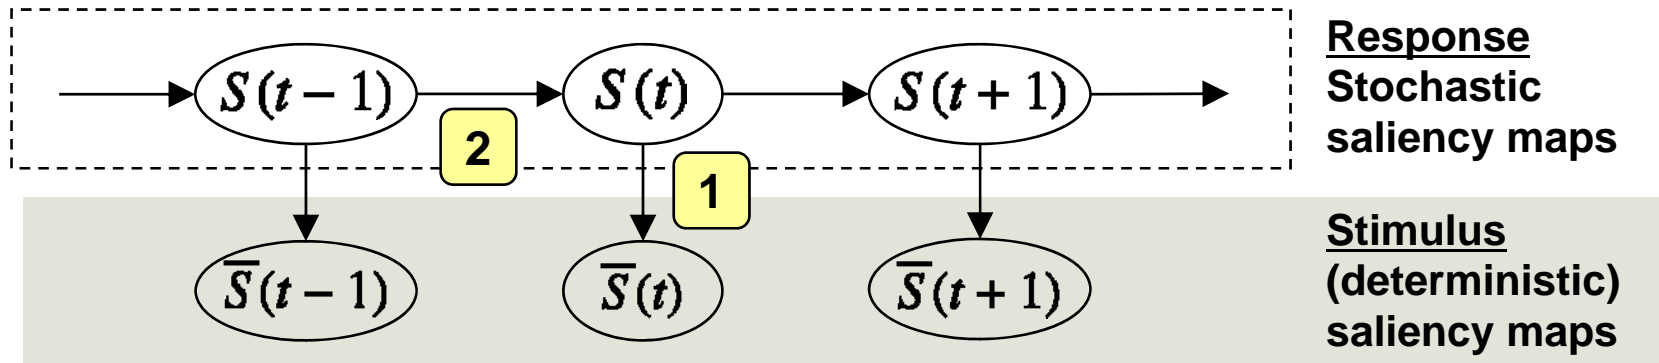 S(t − 1) S(t) S(t + 1)
2
1
Response
Stochastic
saliency maps
S̅(t − 1) S̅(t) S̅(t + 1)
Stimulus
(deterministic)
saliency maps